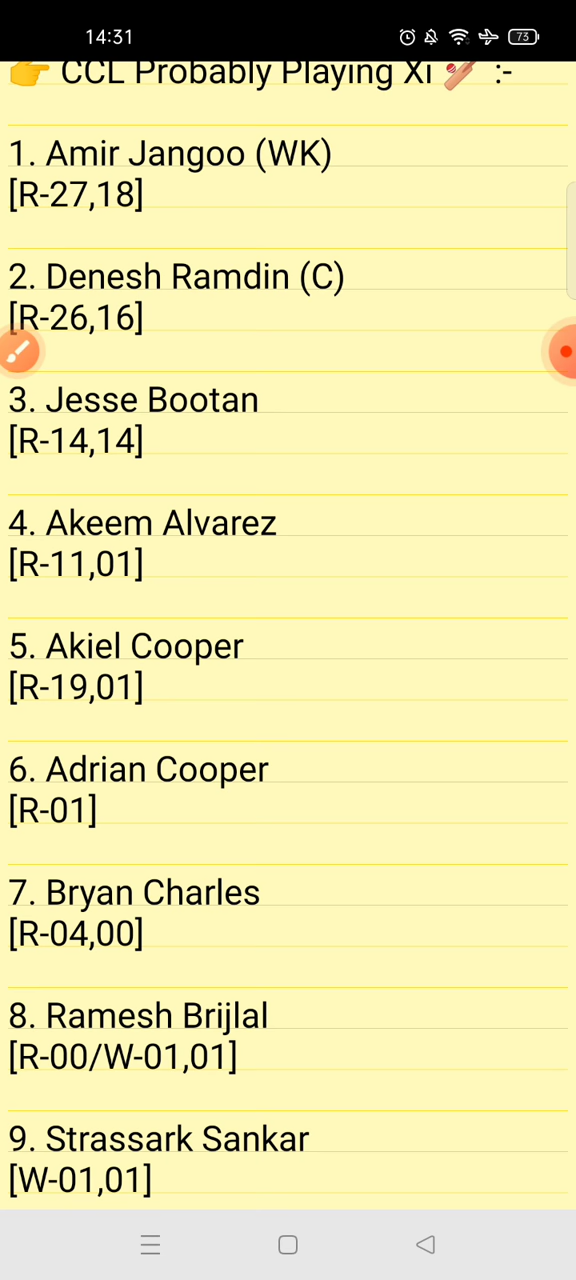 14:31
73
👉 CCL Probably Playing XI 🏏 :-
1. Amir Jangoo (WK)
[R-27,18]
2. Denesh Ramdin (C)
[R-26,16]
3. Jesse Bootan
[R-14,14]
4. Akeem Alvarez
[R-11,01]
5. Akiel Cooper
[R-19,01]
6. Adrian Cooper
[R-01]
7. Bryan Charles
[R-04,00]
8. Ramesh Brijlal
[R-00/W-01,01]
9. Strassark Sankar
[W-01,01]